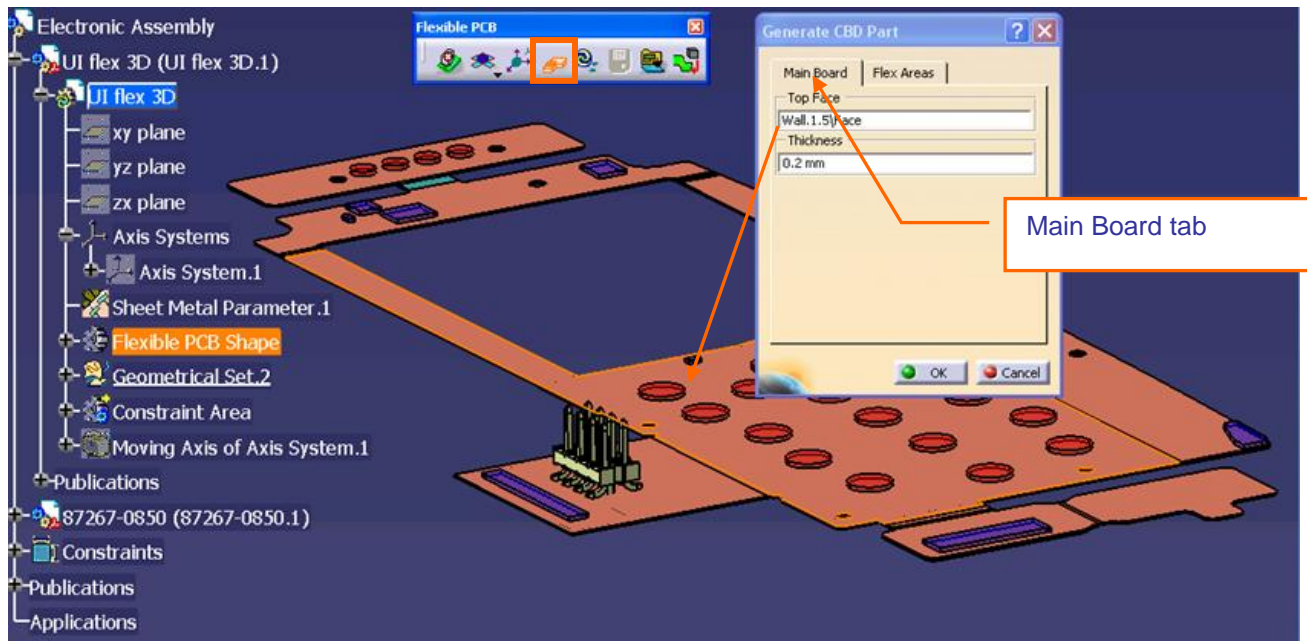 Electronic Assembly
UI flex 3D (UI flex 3D.1)
UI flex 3D
xy plane
yz plane
zx plane
Axis Systems
Axis System.1
Sheet Metal Parameter.1
Flexible PCB Shape
Geometrical Set.2
Constraint Area
Moving Axis of Axis System.1
Publications
87267-0850 (87267-0850.1)
Constraints
Publications
Applications
Flexible PCB
Generate CBD Part
Main Board
Flex Areas
Top Face
Wall.1.5\Face
Thickness
0.2 mm
OK
Cancel
Main Board tab